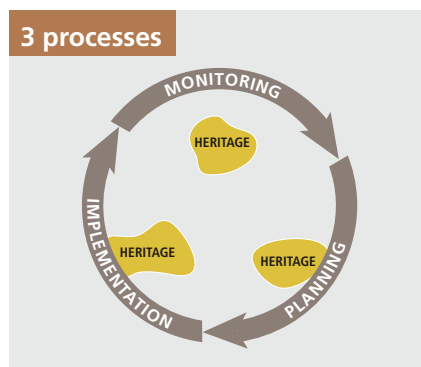 3 processes
MONITORING
HERITAGE
IMPLEMENTATION
HERITAGE
HERITAGE
PLANNING